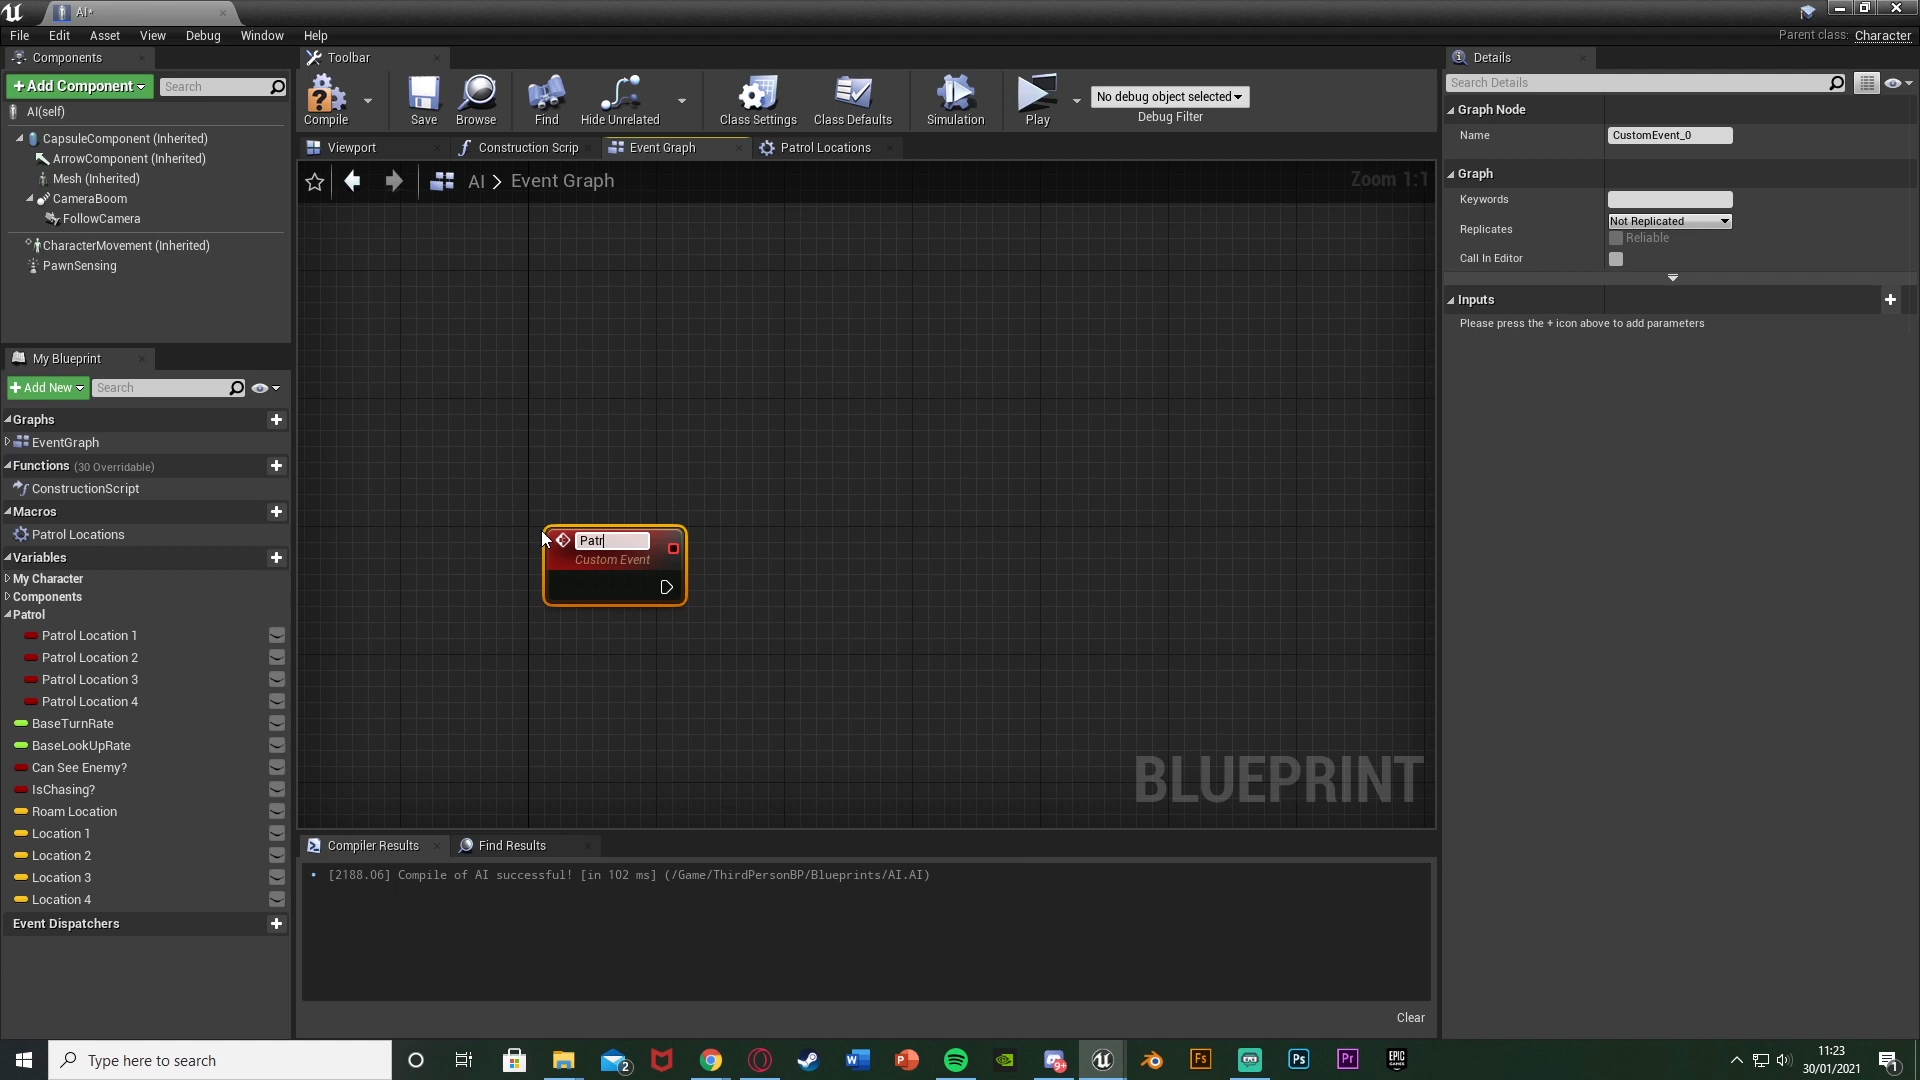 AI*
File Edit Asset View Debug Window Help
Parent class: Character
Components
Toolbar
Details
+Add Component
Search
Search Details
AI(self)
Graph Node
Compile
Save
Browse
Find
Hide Unrelated
Class Settings
Class Defaults
Simulation
Play
No debug object selected
Debug Filter
Name
CustomEvent_0
CapsuleComponent (Inherited)
ArrowComponent (Inherited)
Mesh (Inherited)
CameraBoom
FollowCamera
CharacterMovement (Inherited)
PawnSensing
Viewport
Construction Scrip
Event Graph
Patrol Locations
AI > Event Graph
Zoom 1:1
Graph
Keywords
Replicates
Not Replicated
Reliable
Call In Editor
Inputs
Please press the + icon above to add parameters
My Blueprint
+Add New
Search
Graphs
EventGraph
Functions (30 Overridable)
ConstructionScript
Macros
Patrol Locations
Variables
My Character
Components
Patrol
Patrol Location 1
Patrol Location 2
Patrol Location 3
Patrol Location 4
BaseTurnRate
BaseLookUpRate
Can See Enemy?
IsChasing?
Roam Location
Location 1
Location 2
Location 3
Location 4
Event Dispatchers
Patr
Custom Event
BLUEPRINT
Compiler Results
Find Results
• [2188.06] Compile of AI successful! [in 102 ms] (/Game/ThirdPersonBP/Blueprints/AI.AI)
Clear
Type here to search
2
9+
Fs
Ps
Pr
EPIC
GAMES
11:23
30/01/2021
1